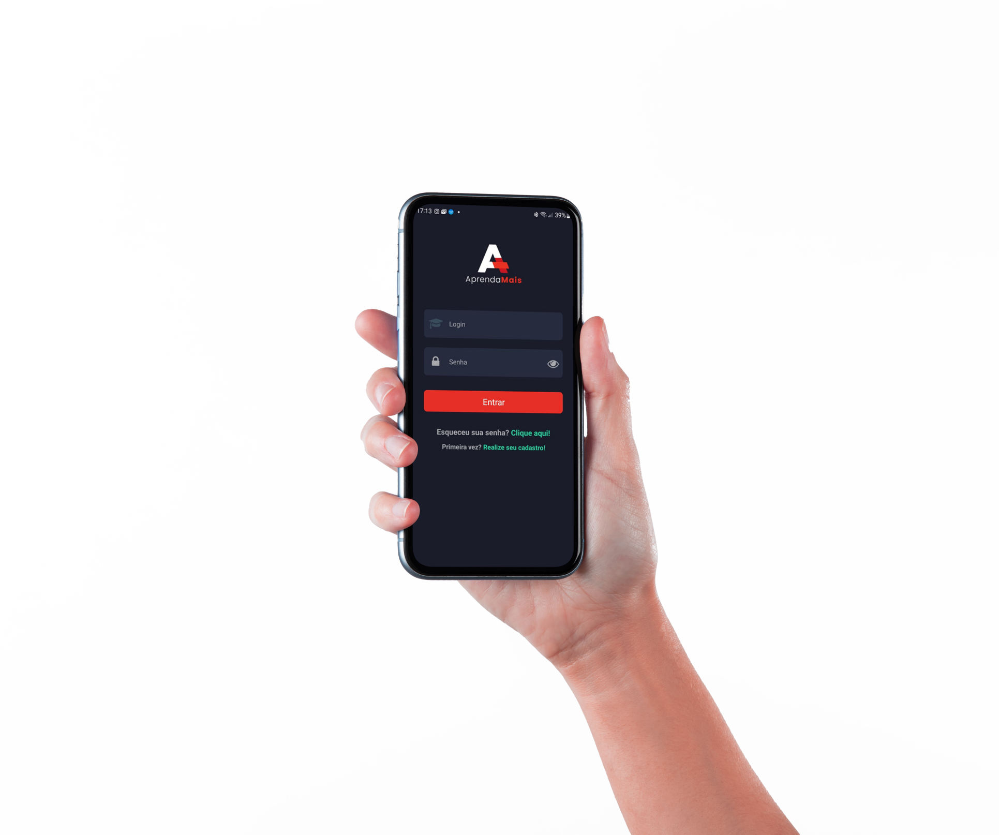 17:13 39%
AprendaMais
Login
Senha
Entrar
Esqueceu sua senha? Clique aqui!
Primeira vez? Realize seu cadastro!